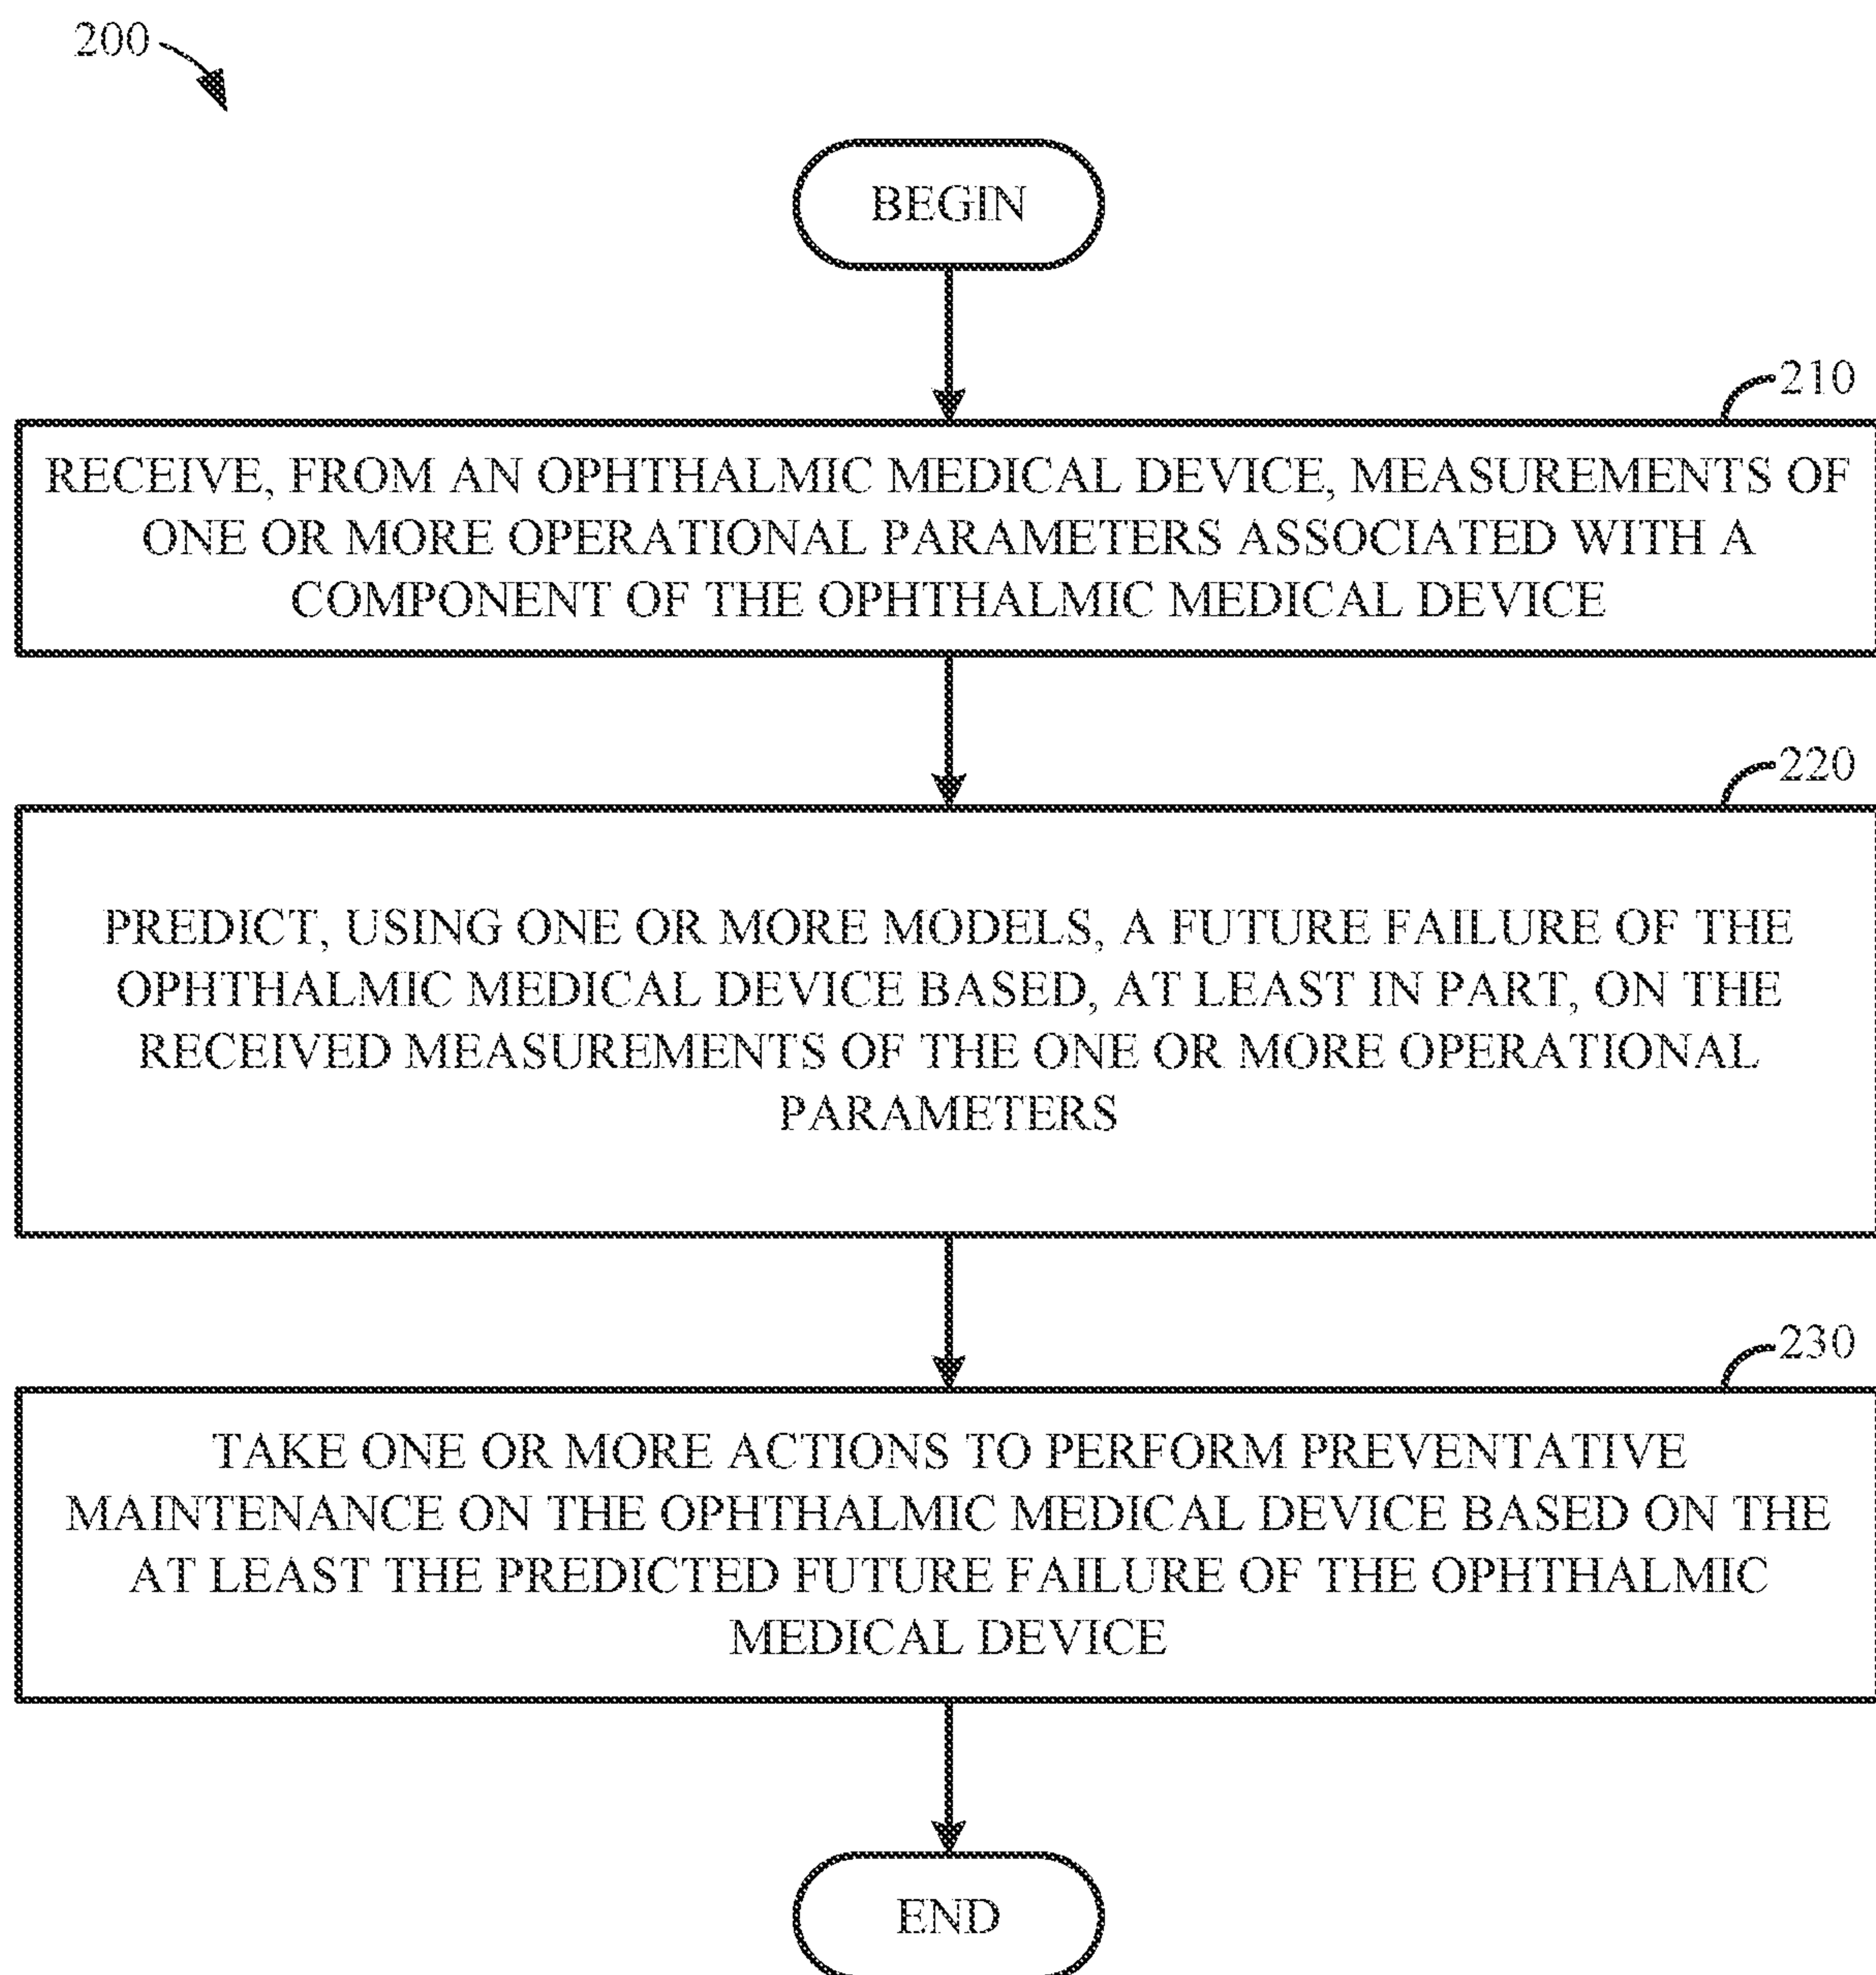 200
BEGIN
210
RECEIVE, FROM AN OPHTHALMIC MEDICAL DEVICE, MEASUREMENTS OF
ONE OR MORE OPERATIONAL PARAMETERS ASSOCIATED WITH A
COMPONENT OF THE OPHTHALMIC MEDICAL DEVICE
220
PREDICT, USING ONE OR MORE MODELS, A FUTURE FAILURE OF THE
OPHTHALMIC MEDICAL DEVICE BASED, AT LEAST IN PART, ON THE
RECEIVED MEASUREMENTS OF THE ONE OR MORE OPERATIONAL
PARAMETERS
230
TAKE ONE OR MORE ACTIONS TO PERFORM PREVENTATIVE
MAINTENANCE ON THE OPHTHALMIC MEDICAL DEVICE BASED ON THE
AT LEAST THE PREDICTED FUTURE FAILURE OF THE OPHTHALMIC
MEDICAL DEVICE
END